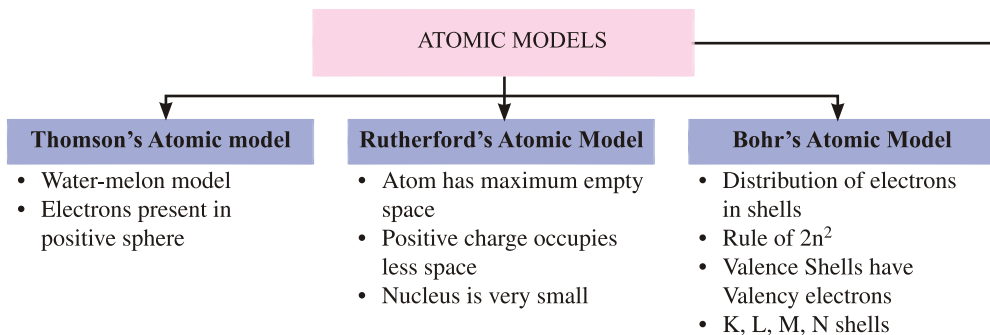 ATOMIC MODELS
Thomson's Atomic model
• Water-melon model
• Electrons present in
positive sphere
Rutherford's Atomic Model
• Atom has maximum empty
space
• Positive charge occupies
less space
• Nucleus is very small
Bohr's Atomic Model
• Distribution of electrons
in shells
• Rule of 2n²
• Valence Shells have
Valency electrons
• K, L, M, N shells